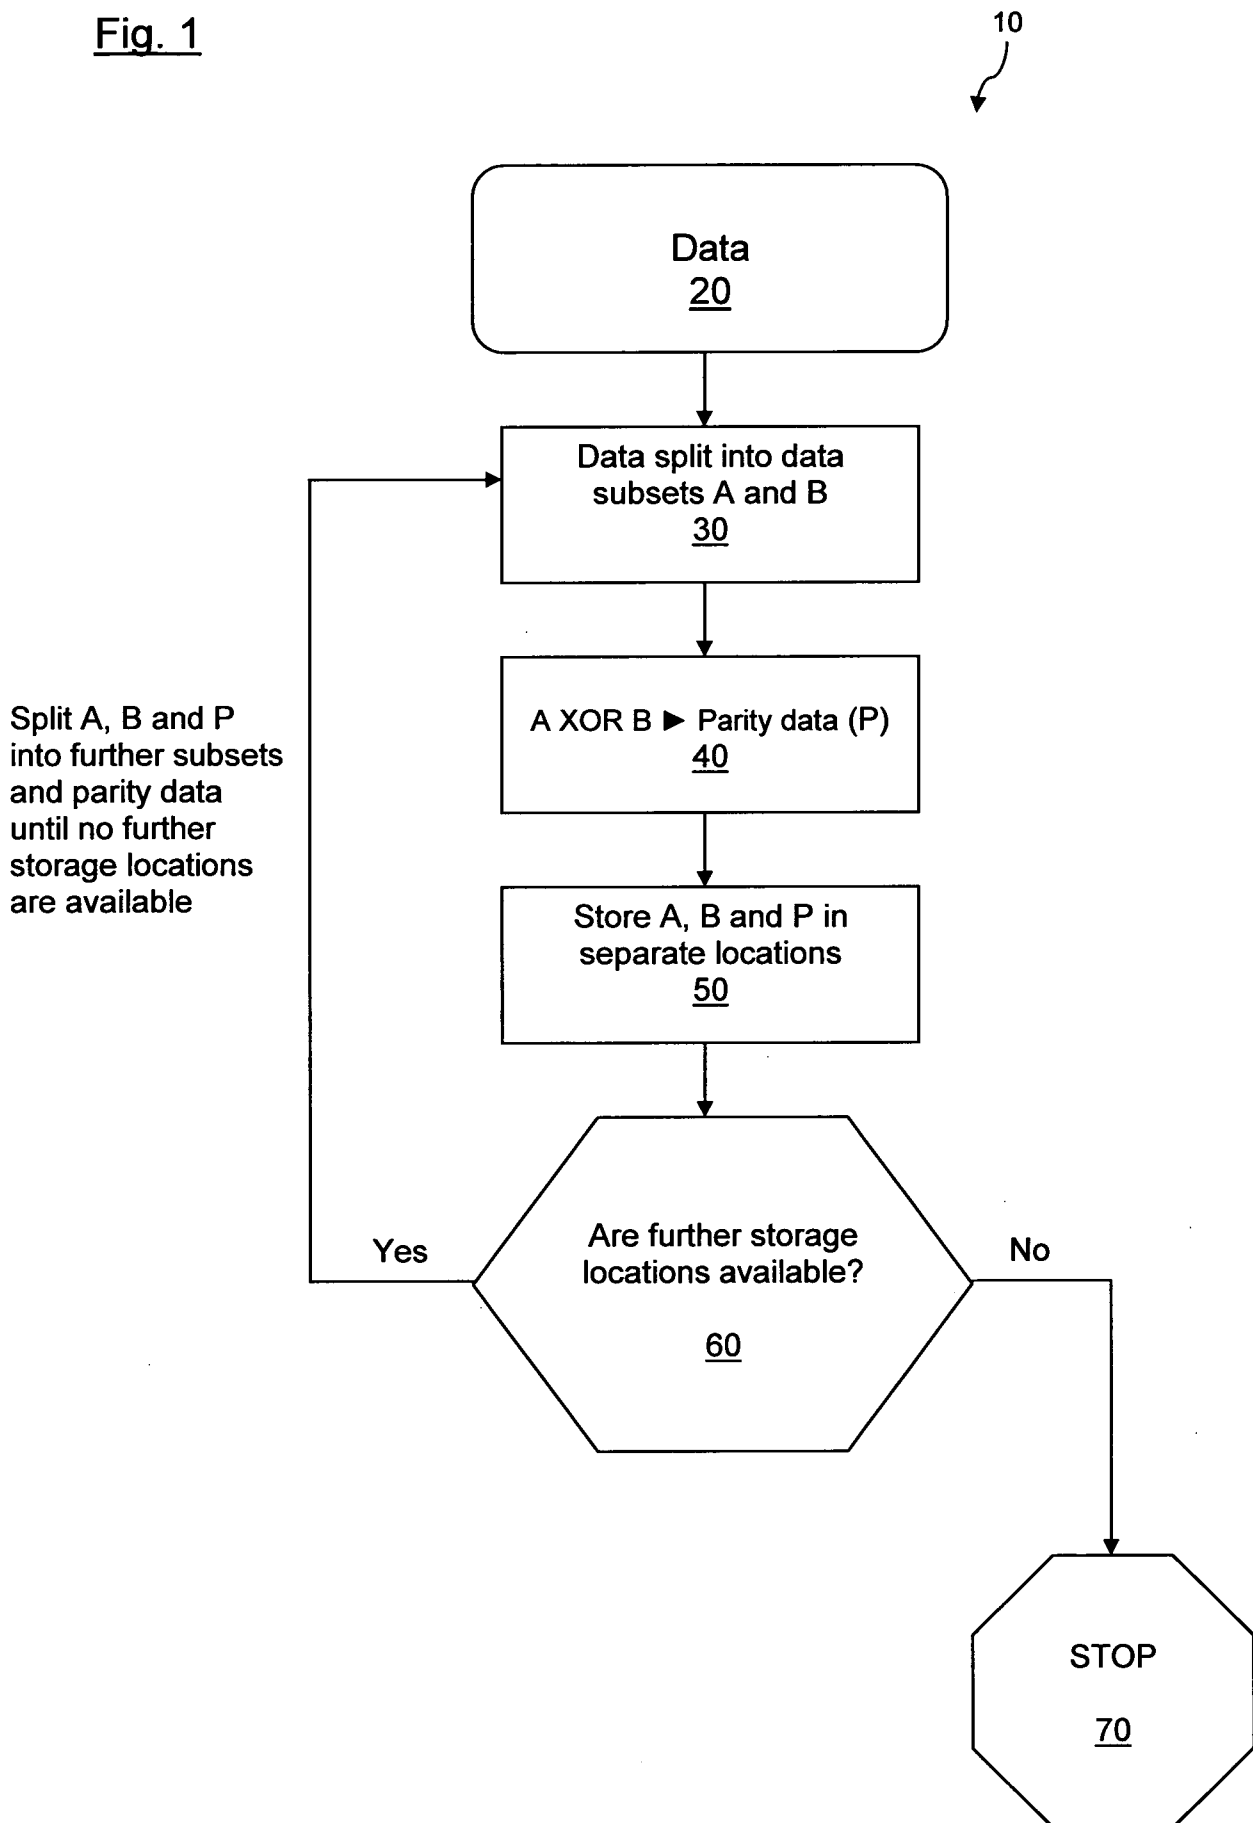 Fig. 1
10
Data
20
Data split into data
subsets A and B
30
A XOR B ► Parity data (P)
40
Split A, B and P
into further subsets
and parity data
until no further
storage locations
are available
Store A, B and P in
separate locations
50
Are further storage
locations available?
60
Yes
No
STOP
70